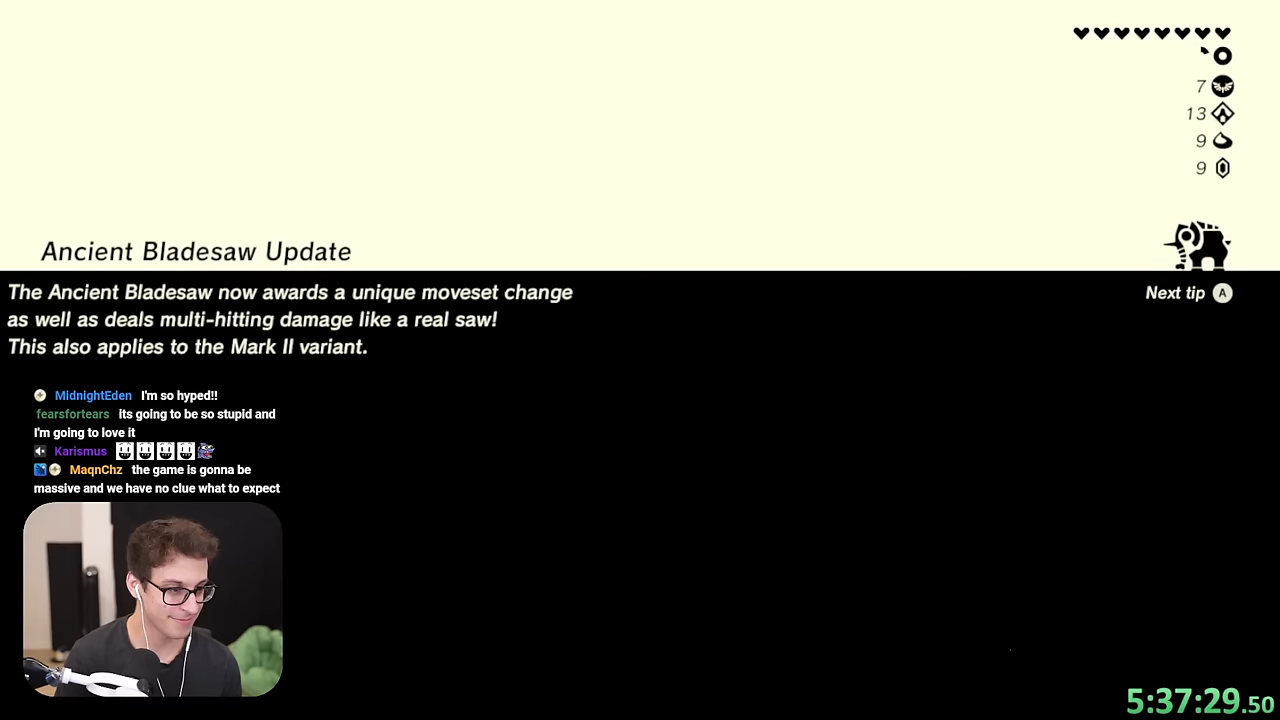 7
13
9
9
Ancient Bladesaw Update
The Ancient Bladesaw now awards a unique moveset change
as well as deals multi-hitting damage like a real saw!
This also applies to the Mark II variant.
Next tip A
MidnightEden I'm so hyped!!
fearsfortears its going to be so stupid and
I'm going to love it
Karismus
MaqnChz the game is gonna be
massive and we have no clue what to expect
5:37:29.50